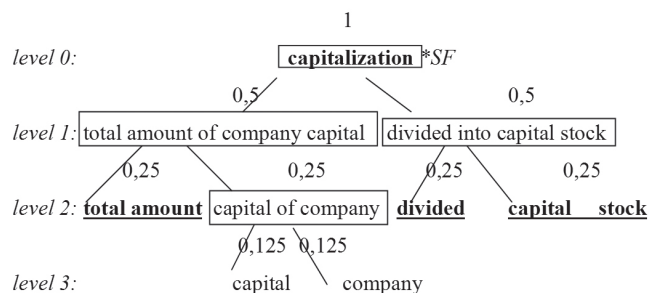 1
level 0: capitalization *SF
0,5 0,5
level 1: total amount of company capital divided into capital stock
0,25 0,25 0,25 0,25
level 2: total amount capital of company divided capital stock
0,125 0,125
level 3: capital company